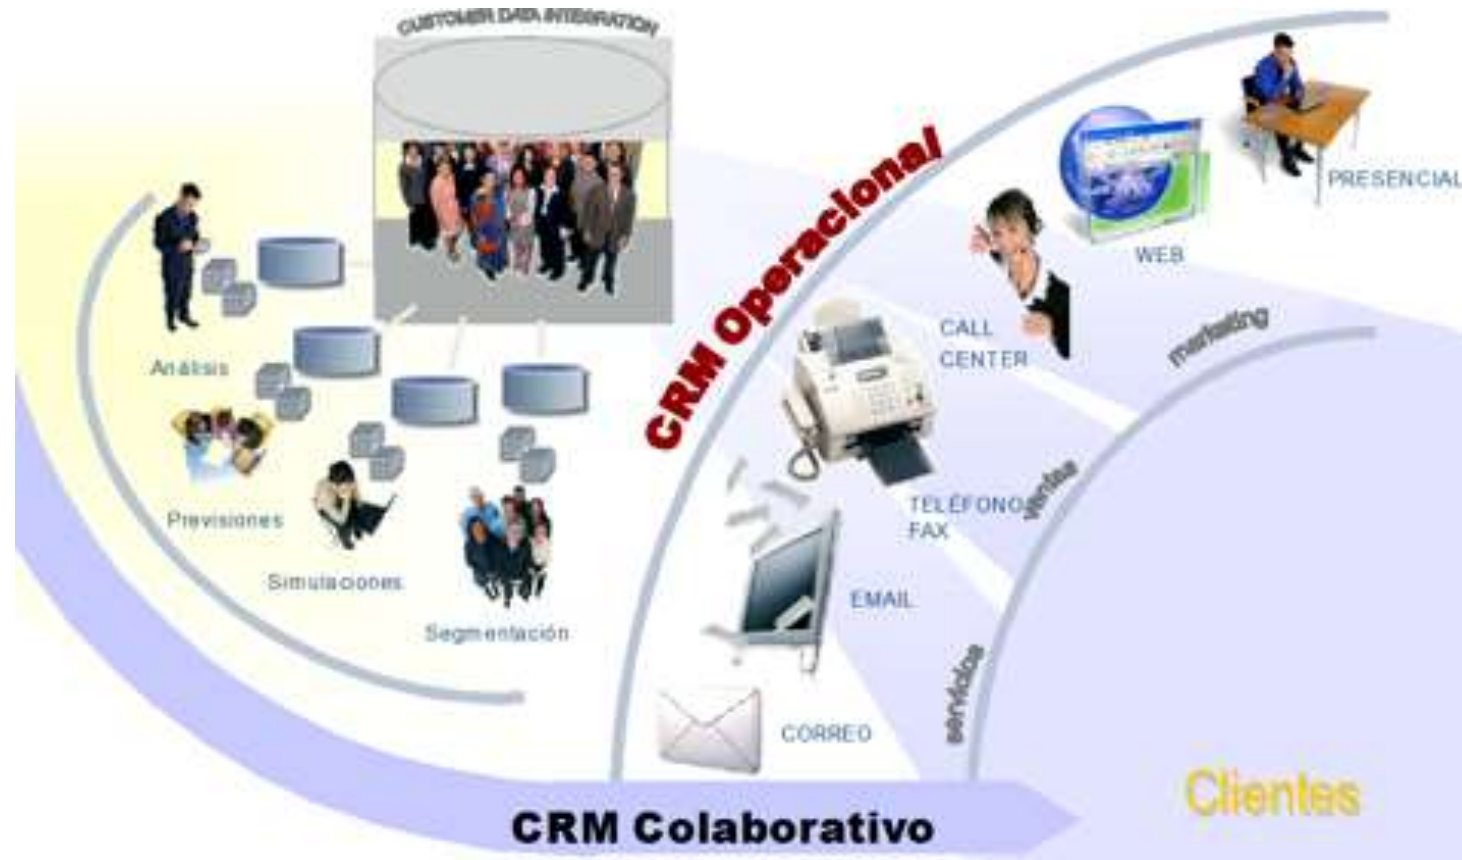 CUSTOMER DATA INTEGRATION
CRM Operacional
PRESENCIAL
WEB
CALL
CENTER
marketing
Análisis
TELÉFONO
FAX
ventas
Previsiones
Simulaciones
EMAIL
Segmentación
servicios
CORREO
Clientes
CRM Colaborativo